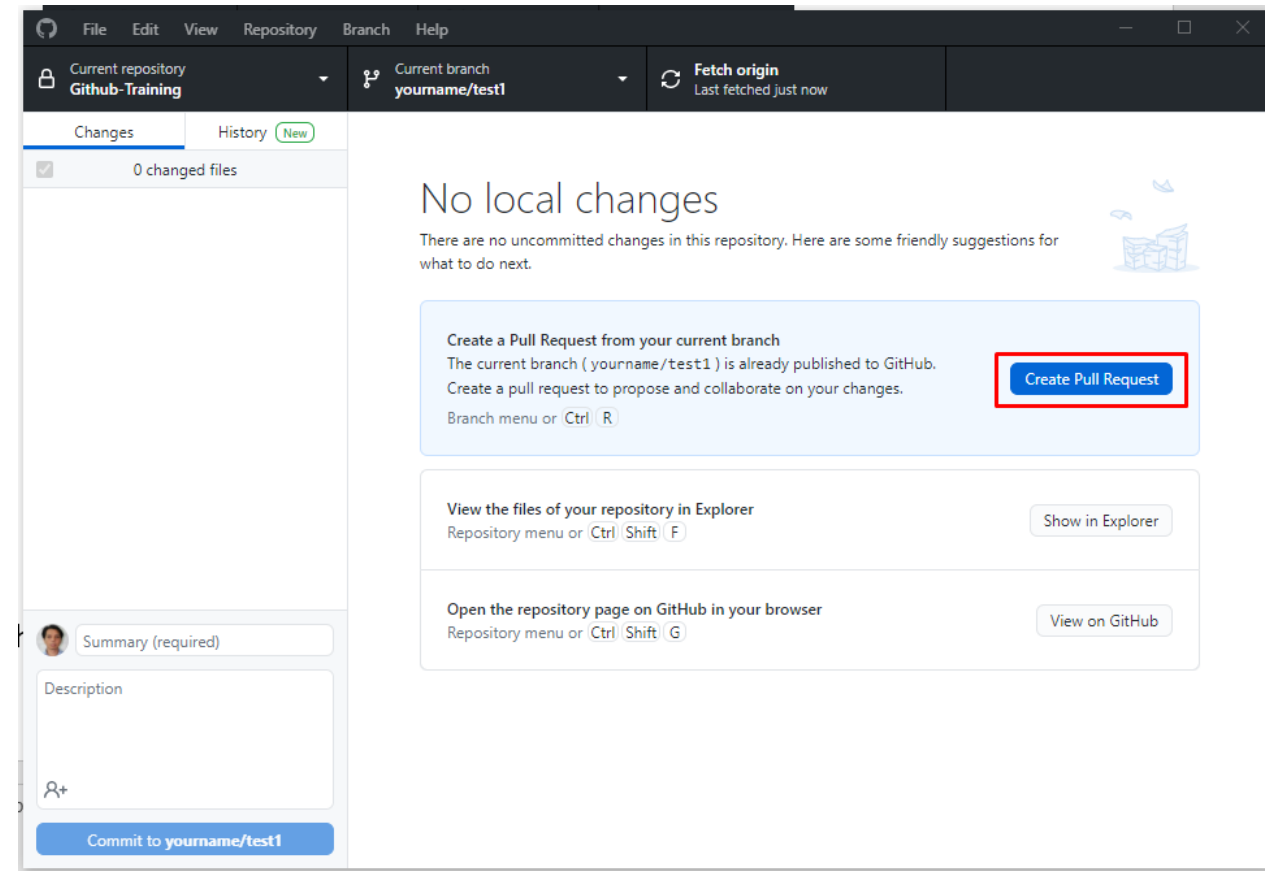 File Edit View Repository Branch Help
Current repository
Github-Training
Current branch
yourname/test1
Fetch origin
Last fetched just now
Changes
History New
0 changed files
No local changes
There are no uncommitted changes in this repository. Here are some friendly suggestions for
what to do next.
Create a Pull Request from your current branch
The current branch ( yourname/test1 ) is already published to GitHub.
Create a pull request to propose and collaborate on your changes.
Branch menu or Ctrl R
Create Pull Request
View the files of your repository in Explorer
Repository menu or Ctrl Shift F
Show in Explorer
Open the repository page on GitHub in your browser
Repository menu or Ctrl Shift G
View on GitHub
Summary (required)
Description
Commit to yourname/test1